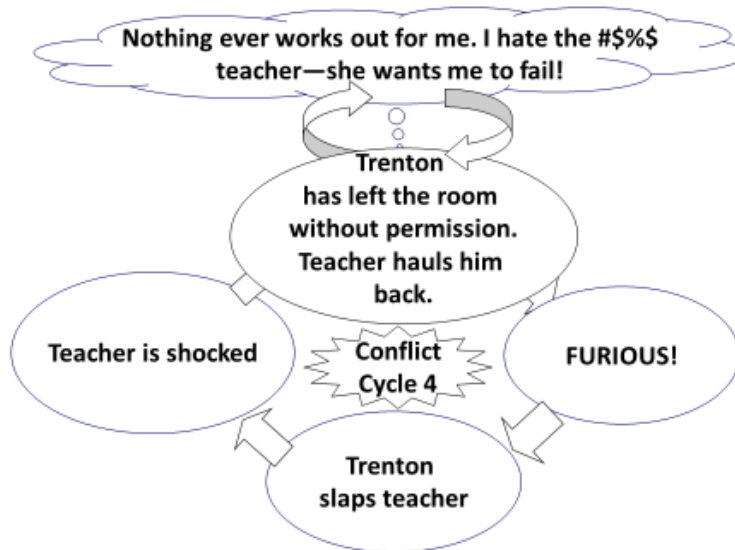 Nothing ever works out for me. I hate the #$%$
teacher—she wants me to fail!
Trenton
has left the room
without permission.
Teacher hauls him
back.
Teacher is shocked
Conflict
Cycle 4
FURIOUS!
Trenton
slaps teacher